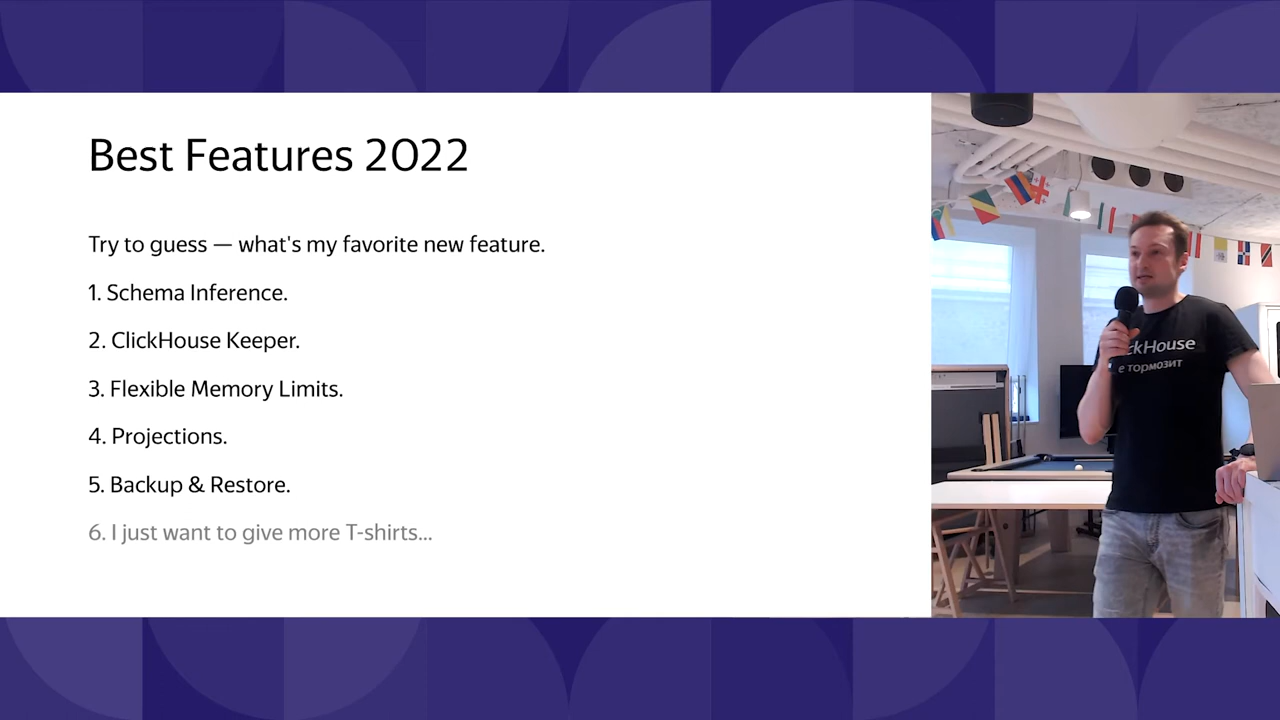 Best Features 2022
Try to guess — what's my favorite new feature.
1. Schema Inference.
2. ClickHouse Keeper.
3. Flexible Memory Limits.
4. Projections.
5. Backup & Restore.
6. I just want to give more T-shirts...
ckHouse
е тормозит